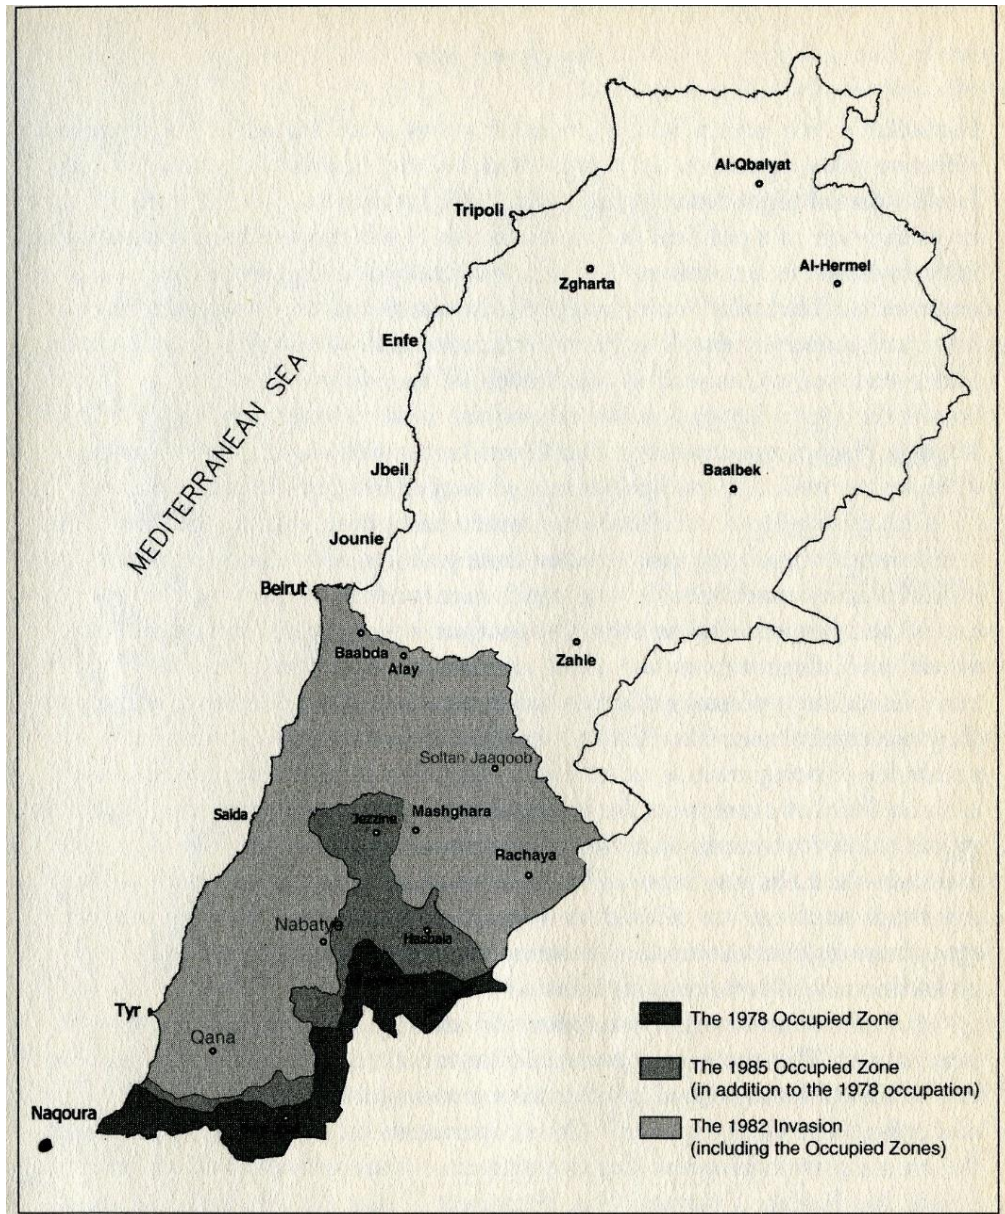 Al-Qbaiyat
Tripoli
Al-Hermel
Zgharta
Enfe
MEDITERRANEAN SEA
Jbeil
Baalbek
Jounie
Beirut
Baabda
Zahle
Alay
Soltan Jaaqoob
Saida
Jezzine
Mashghara
Rachaya
Nabatye
Hasbaia
Tyr
The 1978 Occupied Zone
Qana
The 1985 Occupied Zone
(in addition to the 1978 occupation)
Naqoura
The 1982 Invasion
(including the Occupied Zones)